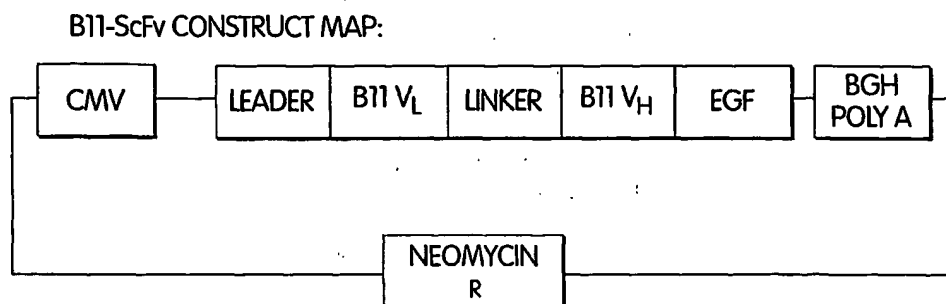 B11-ScFv CONSTRUCT MAP:
CMV
LEADER
B11 VL
LINKER
B11 VH
EGF
BGH
POLY A
NEOMYCIN
R